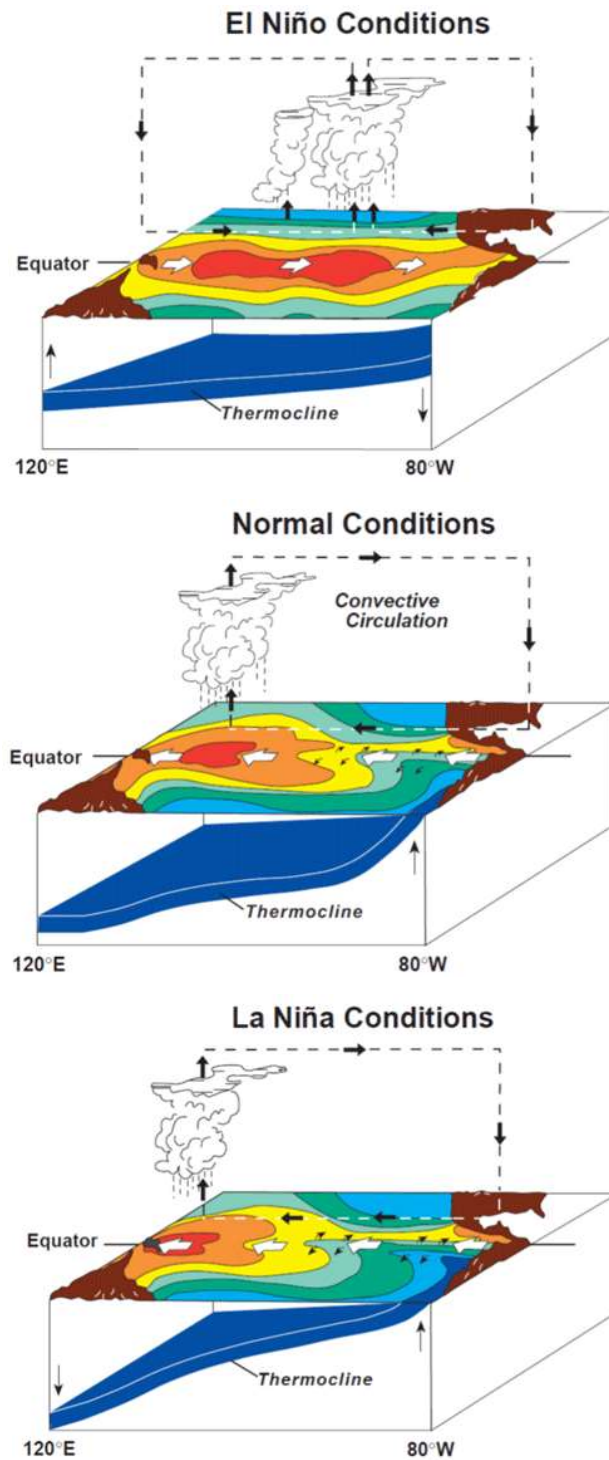 El Niño Conditions
Equator
Thermocline
120°E 80°W
Normal Conditions
Convective
Circulation
Equator
Thermocline
120°E 80°W
La Niña Conditions
Equator
Thermocline
120°E 80°W